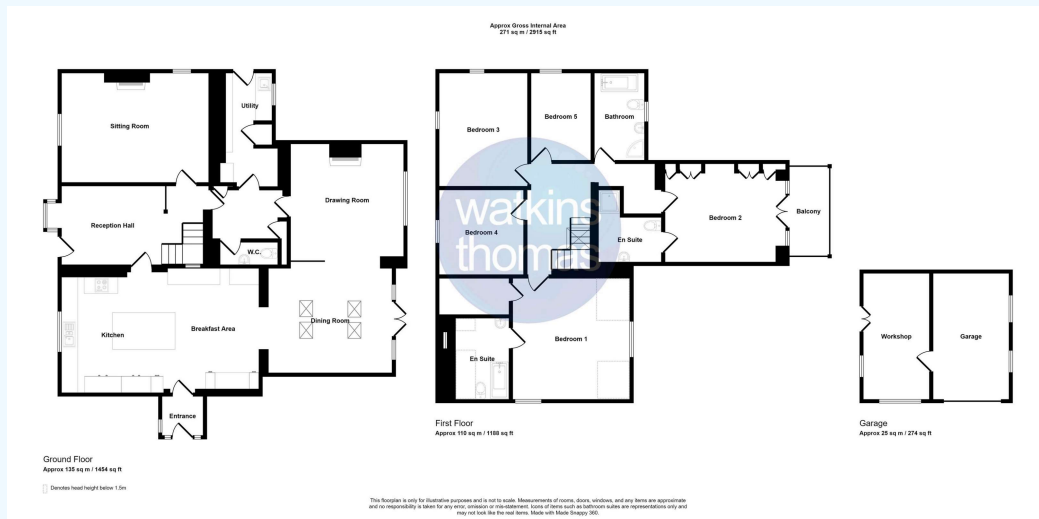 Approx Gross Internal Area
271 sq m / 2915 sq ft
Sitting Room
Utility
Reception Hall
W.C.
Drawing Room
Kitchen
Breakfast Area
Dining Room
Entrance
Ground Floor
Approx 135 sq m / 1454 sq ft
Denotes head height below 1.5m
Bedroom 3
Bedroom 5
Bathroom
Bedroom 4
watkins
thomas
En Suite
Bedroom 2
Balcony
En Suite
Bedroom 1
First Floor
Approx 110 sq m / 1188 sq ft
Workshop
Garage
Garage
Approx 25 sq m / 274 sq ft
This floorplan is only for illustrative purposes and is not to scale. Measurements of rooms, doors, windows, and any items are approximate
and no responsibility is taken for any error, omission or mis-statement. Icons of items such as bathroom suites are representations only and
may not look like the real items. Made with Made Snappy 360.